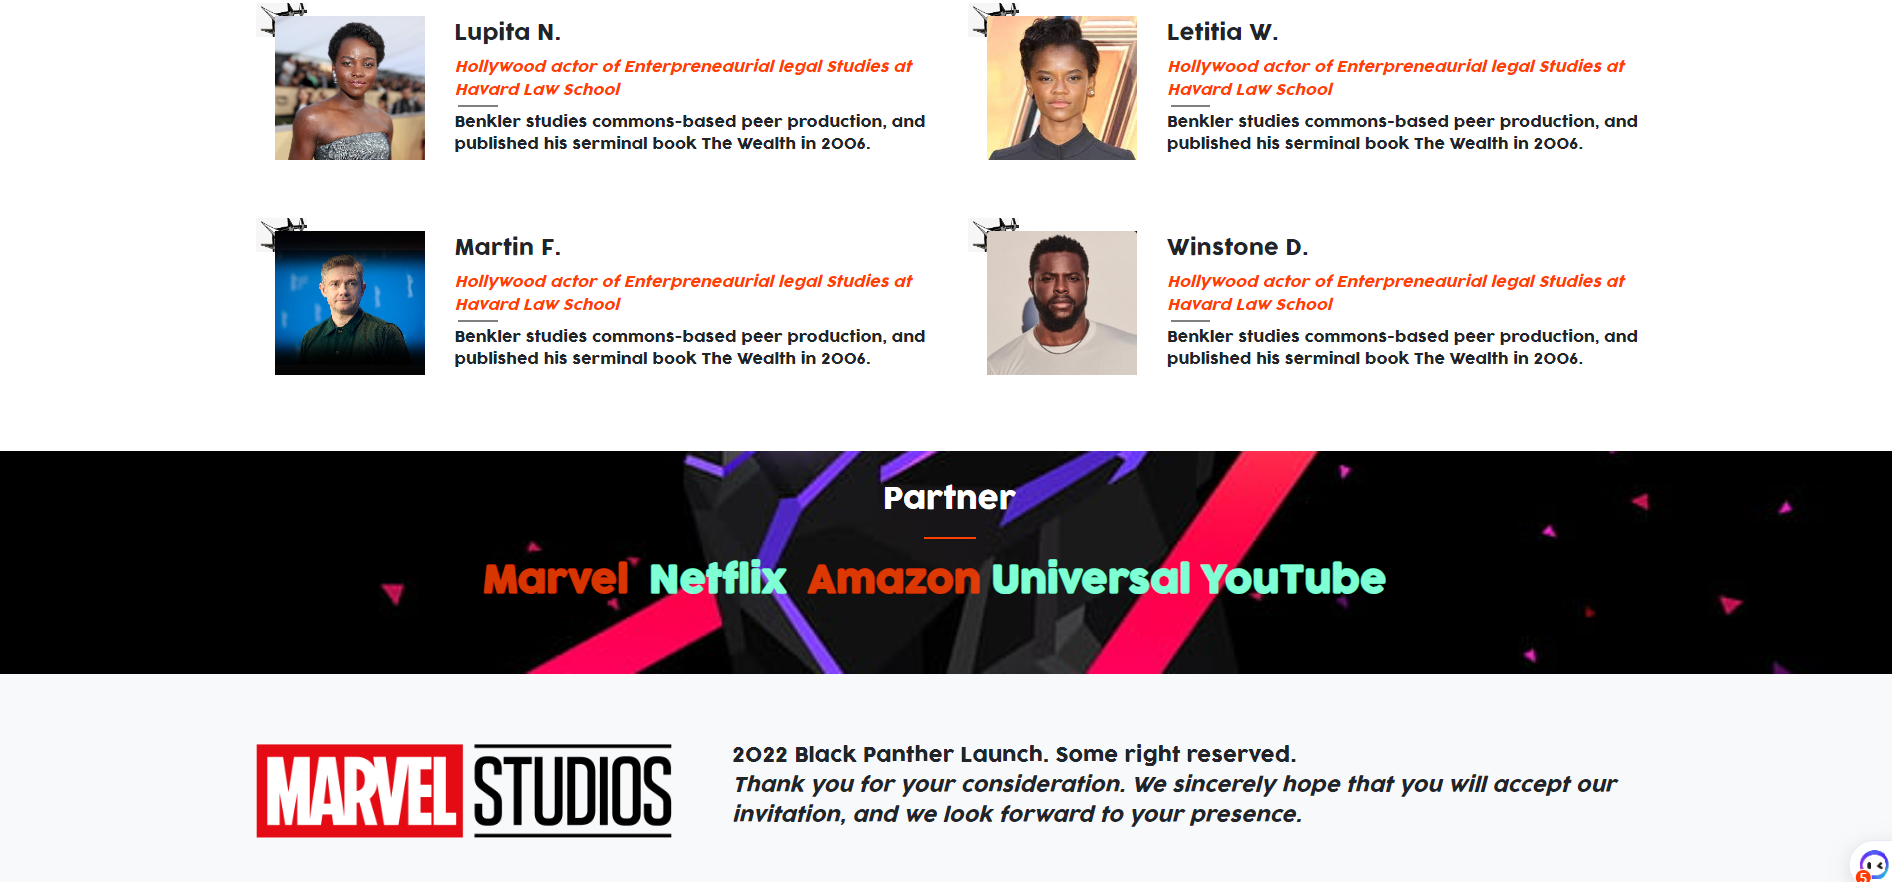 Lupita N.
Hollywood actor of Enterpreneaurial legal Studies at
Havard Law School
Benkler studies commons-based peer production, and
published his serminal book The Wealth in 2006.
Letitia W.
Hollywood actor of Enterpreneaurial legal Studies at
Havard Law School
Benkler studies commons-based peer production, and
published his serminal book The Wealth in 2006.
Martin F.
Hollywood actor of Enterpreneaurial legal Studies at
Havard Law School
Benkler studies commons-based peer production, and
published his serminal book The Wealth in 2006.
Winstone D.
Hollywood actor of Enterpreneaurial legal Studies at
Havard Law School
Benkler studies commons-based peer production, and
published his serminal book The Wealth in 2006.
Partner
Marvel Netflix Amazon Universal YouTube
MARVEL STUDIOS
2022 Black Panther Launch. Some right reserved.
Thank you for your consideration. We sincerely hope that you will accept our
invitation, and we look forward to your presence.
5